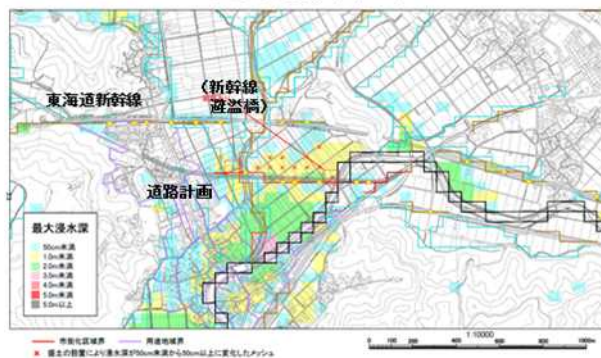 （新幹線
避溢橋）
東海道新幹線
道路計画
最大浸水深
50cm未満
1.0m未満
2.0m未満
3.0m未満
4.0m未満
5.0m未満
5.0m以上
市街化区域界
用途地域界
盛土の設置により浸水深が50cm未満から50cm以上に変化したメッシュ
1:10000